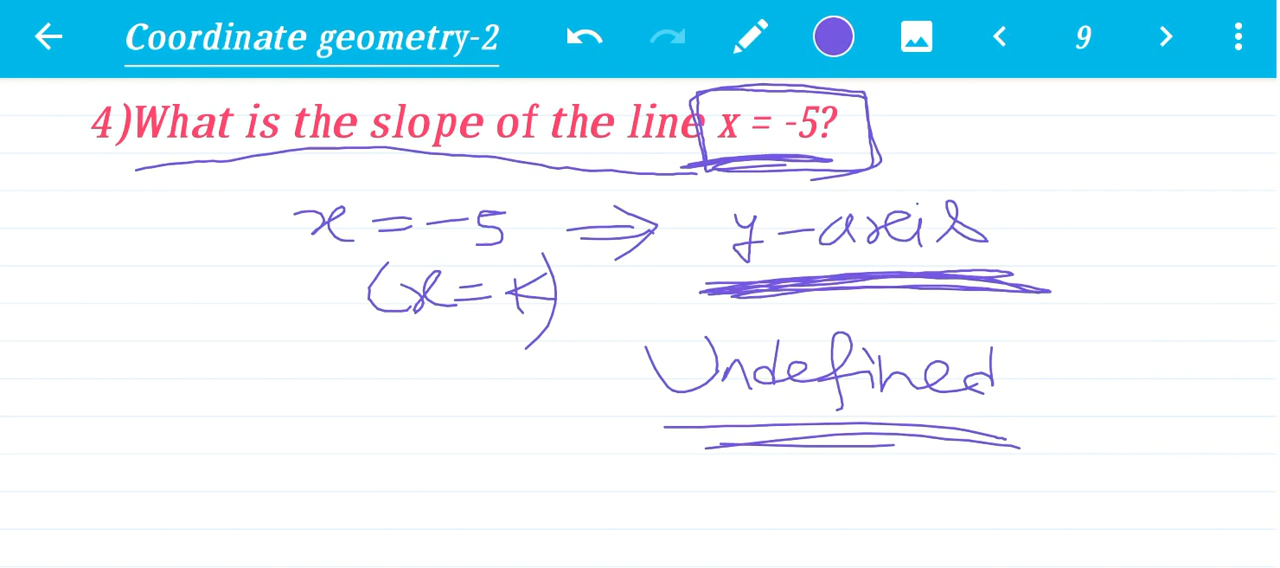 Coordinate geometry-2 9
4)What is the slope of the line x = -5?
x = -5 ⇒ y-axis
(x=k)
Undefined